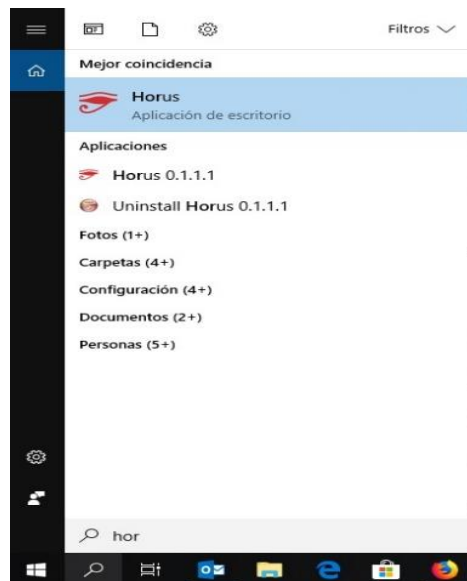 Filtros
Mejor coincidencia
Horus
Aplicación de escritorio
Aplicaciones
Horus 0.1.1.1
Uninstall Horus 0.1.1.1
Fotos (1+)
Carpetas (4+)
Configuración (4+)
Documentos (2+)
Personas (5+)
hor